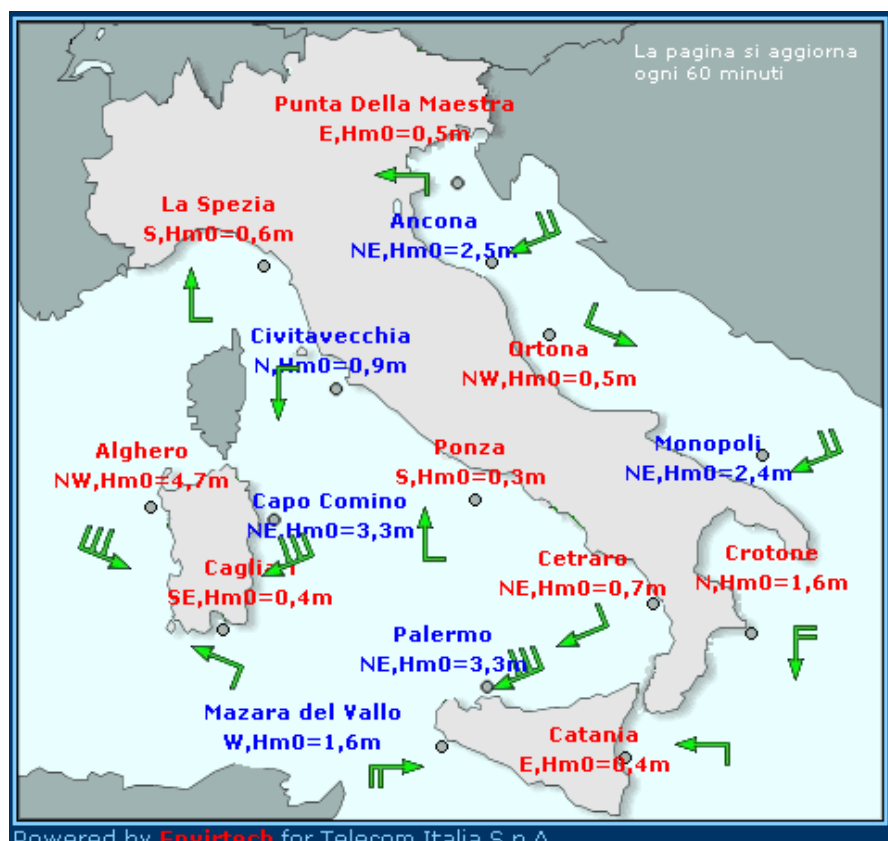 La pagina si aggiorna
ogni 60 minuti
Punta Della Maestra
E,Hm0=0,5m
La Spezia
S,Hm0=0,6m
Ancona
NE,Hm0=2,5m
Civitavecchia
N,Hm0=0,9m
Ortona
NW,Hm0=0,5m
Alghero
NW,Hm0=4,7m
Ponza
S,Hm0=0,3m
Monopoli
NE,Hm0=2,4m
Capo Comino
NE,Hm0=3,3m
Cagliari
SE,Hm0=0,4m
Cetraro
NE,Hm0=0,7m
Crotone
N,Hm0=1,6m
Palermo
NE,Hm0=3,3m
Mazara del Vallo
W,Hm0=1,6m
Catania
E,Hm0=0,4m
Powered by Envirtech for Telecom Italia S.p.A.